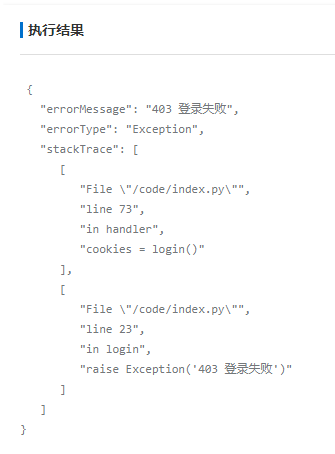 执行结果
{
"errorMessage": "403 登录失败",
"errorType": "Exception",
"stackTrace": [
[
"File \"/code/index.py\"",
"line 73",
"in handler",
"cookies = login()"
],
[
"File \"/code/index.py\"",
"line 23",
"in login",
"raise Exception('403 登录失败')"
]
]
}